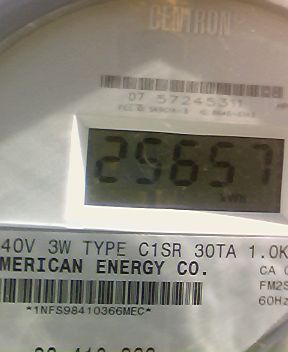 CENTRON
07 57245311
25657
kWh
40V 3W TYPE C1SR 30TA 1.0K
MERICAN ENERGY CO.
CA
FM2S
60Hz
*1NFS98410366MEC*